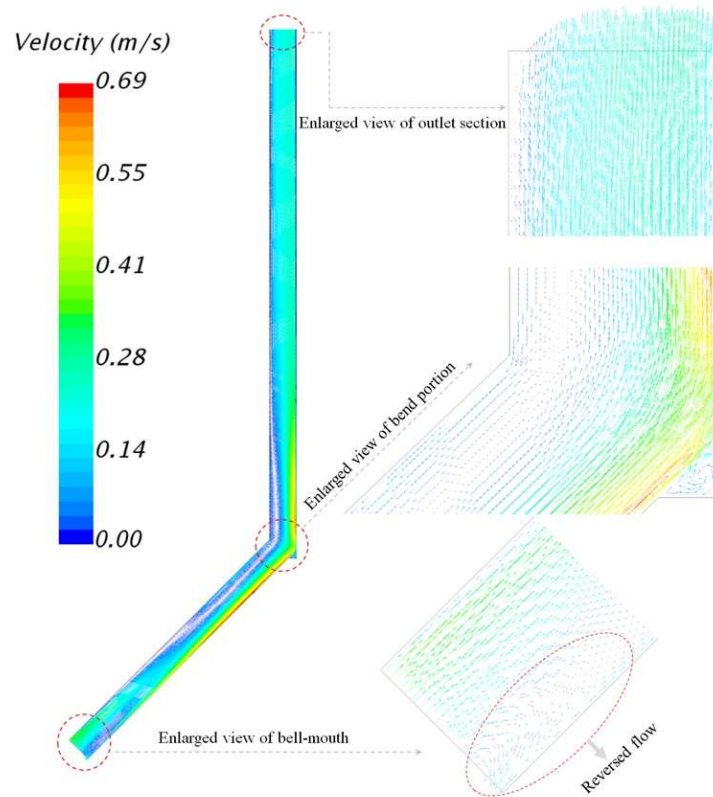 Velocity (m/s)
0.69
0.55
0.41
0.28
0.14
0.00
Enlarged view of outlet section
Enlarged view of bend portion
Enlarged view of bell-mouth
Reversed flow